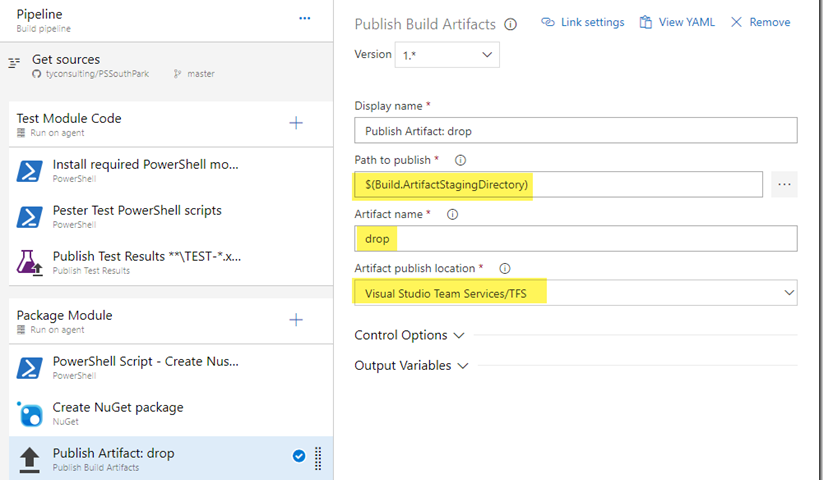 Pipeline
Build pipeline
...
Get sources
tyconsulting/PSSouthPark master
Test Module Code
Run on agent
Install required PowerShell mo...
PowerShell
Pester Test PowerShell scripts
PowerShell
Publish Test Results **\TEST-*.x...
Publish Test Results
Package Module
Run on agent
PowerShell Script - Create Nus...
PowerShell
Create NuGet package
NuGet
Publish Artifact: drop
Publish Build Artifacts
Publish Build Artifacts
Link settings View YAML Remove
Version 1.*
Display name *
Publish Artifact: drop
Path to publish *
$(Build.ArtifactStagingDirectory)
...
Artifact name *
drop
Artifact publish location *
Visual Studio Team Services/TFS
Control Options
Output Variables